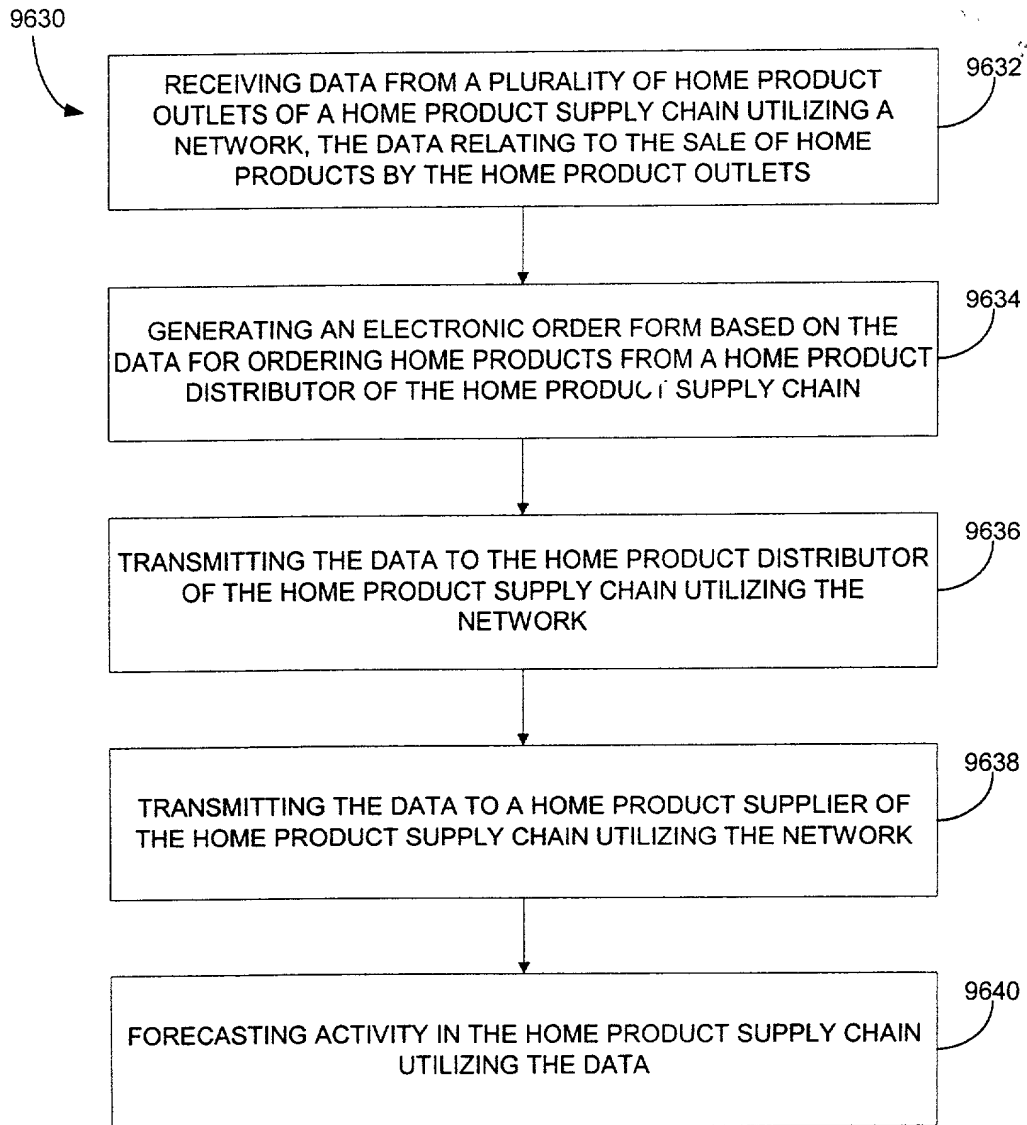 9630
9632
RECEIVING DATA FROM A PLURALITY OF HOME PRODUCT
OUTLETS OF A HOME PRODUCT SUPPLY CHAIN UTILIZING A
NETWORK, THE DATA RELATING TO THE SALE OF HOME
PRODUCTS BY THE HOME PRODUCT OUTLETS
9634
GENERATING AN ELECTRONIC ORDER FORM BASED ON THE
DATA FOR ORDERING HOME PRODUCTS FROM A HOME PRODUCT
DISTRIBUTOR OF THE HOME PRODUCT SUPPLY CHAIN
9636
TRANSMITTING THE DATA TO THE HOME PRODUCT DISTRIBUTOR
OF THE HOME PRODUCT SUPPLY CHAIN UTILIZING THE
NETWORK
9638
TRANSMITTING THE DATA TO A HOME PRODUCT SUPPLIER OF
THE HOME PRODUCT SUPPLY CHAIN UTILIZING THE NETWORK
9640
FORECASTING ACTIVITY IN THE HOME PRODUCT SUPPLY CHAIN
UTILIZING THE DATA